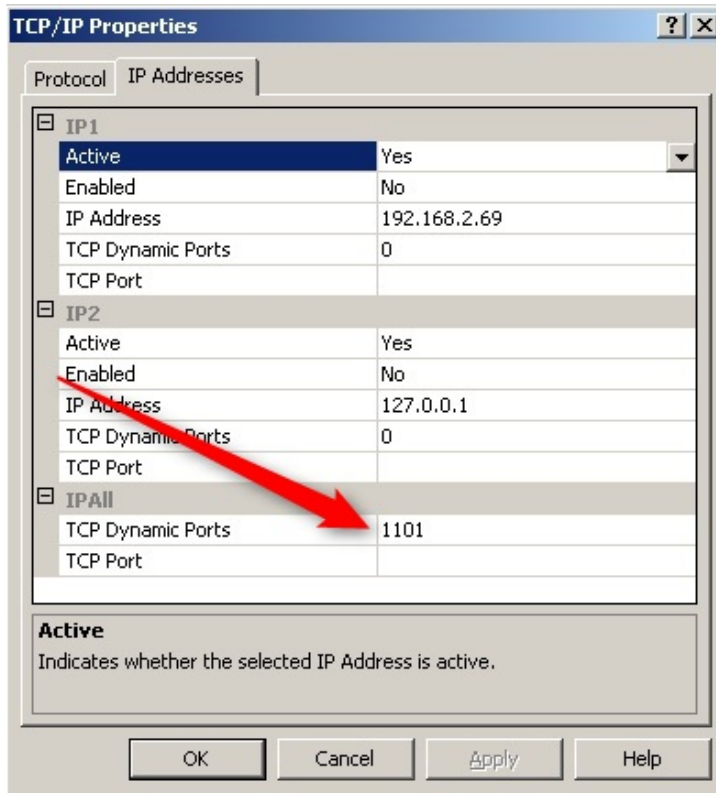 TCP/IP Properties
Protocol IP Addresses
IP1
Active Yes
Enabled No
IP Address 192.168.2.69
TCP Dynamic Ports 0
TCP Port
IP2
Active Yes
Enabled No
IP Address 127.0.0.1
TCP Dynamic Ports 0
TCP Port
IPAll
TCP Dynamic Ports 1101
TCP Port
Active
Indicates whether the selected IP Address is active.
OK Cancel Apply Help